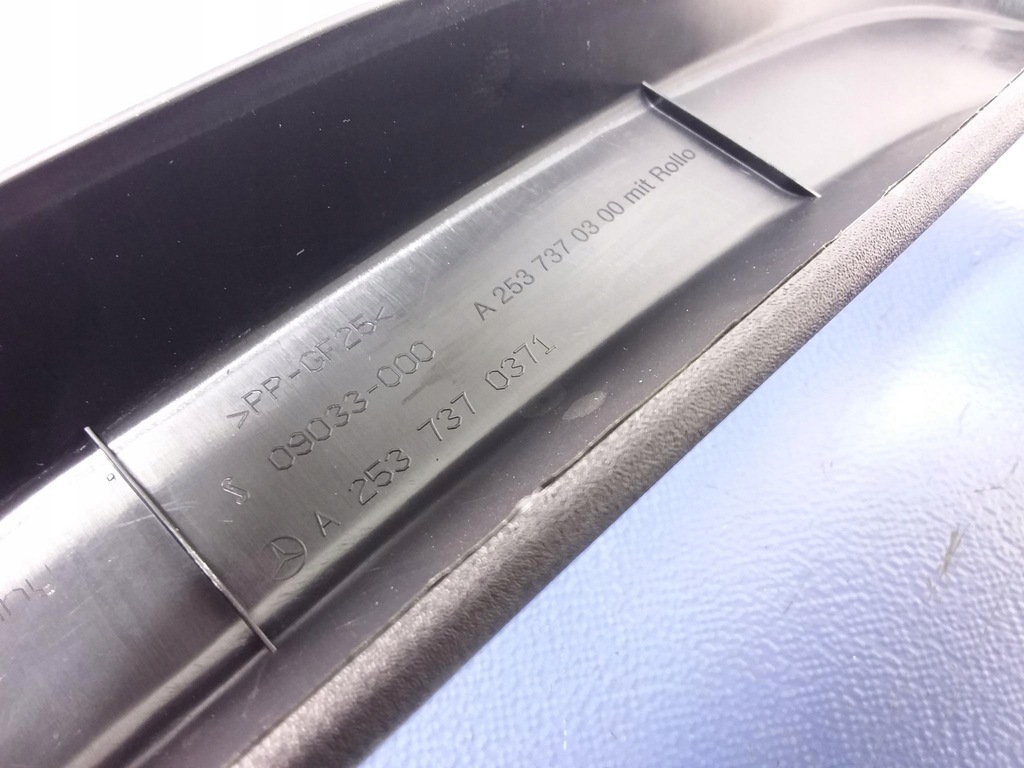 >PP-GF25<
S 09033-000
A 253 737 03 00 mit Rollo
A 253 737 0371